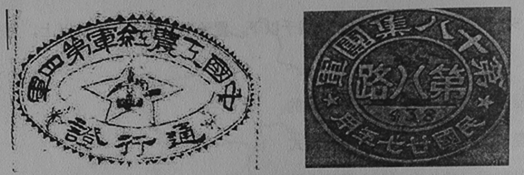 中國工農紅軍第四軍
通行證
第十八集團軍
第八路
民國廿七年用